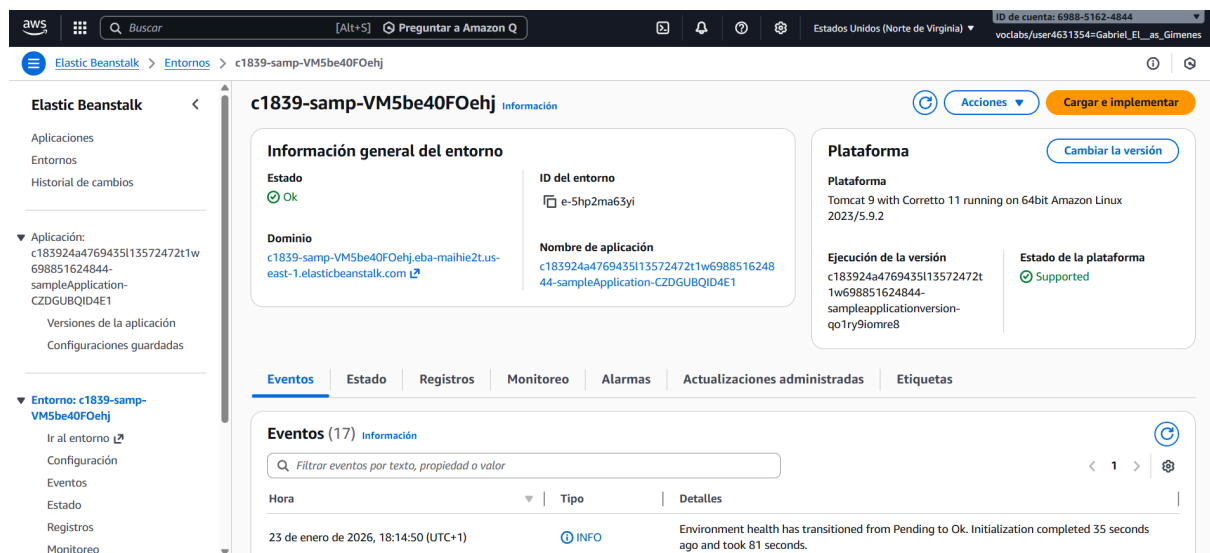 aws
Buscar
[Alt+S]
Preguntar a Amazon Q
Estados Unidos (Norte de Virginia) ▼
ID de cuenta: 6988-5162-4844
voclabs/user4631354=Gabriel_El__as_Gimenes
Elastic Beanstalk > Entornos > c1839-samp-VM5be40FOehj
Elastic Beanstalk
Aplicaciones
Entornos
Historial de cambios
Aplicación:
c183924a4769435l13572472t1w
698851624844-
sampleApplication-
CZDGUBQID4E1
Versiones de la aplicación
Configuraciones guardadas
Entorno: c1839-samp-
VM5be40FOehj
Ir al entorno
Configuración
Eventos
Estado
Registros
Monitoreo
c1839-samp-VM5be40FOehj Información
Acciones ▼
Cargar e implementar
Información general del entorno
Estado
Ok
ID del entorno
e-5hp2ma63yi
Dominio
c1839-samp-VM5be40FOehj.eba-maihie2t.us-
east-1.elasticbeanstalk.com
Nombre de aplicación
c183924a4769435l13572472t1w6988516248
44-sampleApplication-CZDGUBQID4E1
Plataforma
Cambiar la versión
Plataforma
Tomcat 9 with Corretto 11 running on 64bit Amazon Linux
2023/5.9.2
Ejecución de la versión
c183924a4769435l13572472t
1w698851624844-
sampleapplicationversion-
qo1ry9iomre8
Estado de la plataforma
Supported
Eventos
Estado
Registros
Monitoreo
Alarmas
Actualizaciones administradas
Etiquetas
Eventos (17) Información
Filtrar eventos por texto, propiedad o valor
1
Hora
Tipo
Detalles
23 de enero de 2026, 18:14:50 (UTC+1)
INFO
Environment health has transitioned from Pending to Ok. Initialization completed 35 seconds
ago and took 81 seconds.